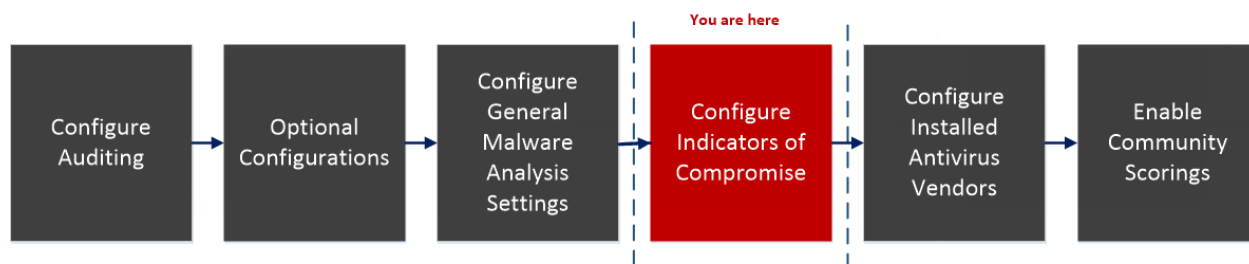 You are here
Configure
Auditing
Optional
Configurations
Configure
General
Malware
Analysis
Settings
Configure
Indicators of
Compromise
Configure
Installed
Antivirus
Vendors
Enable
Community
Scorings